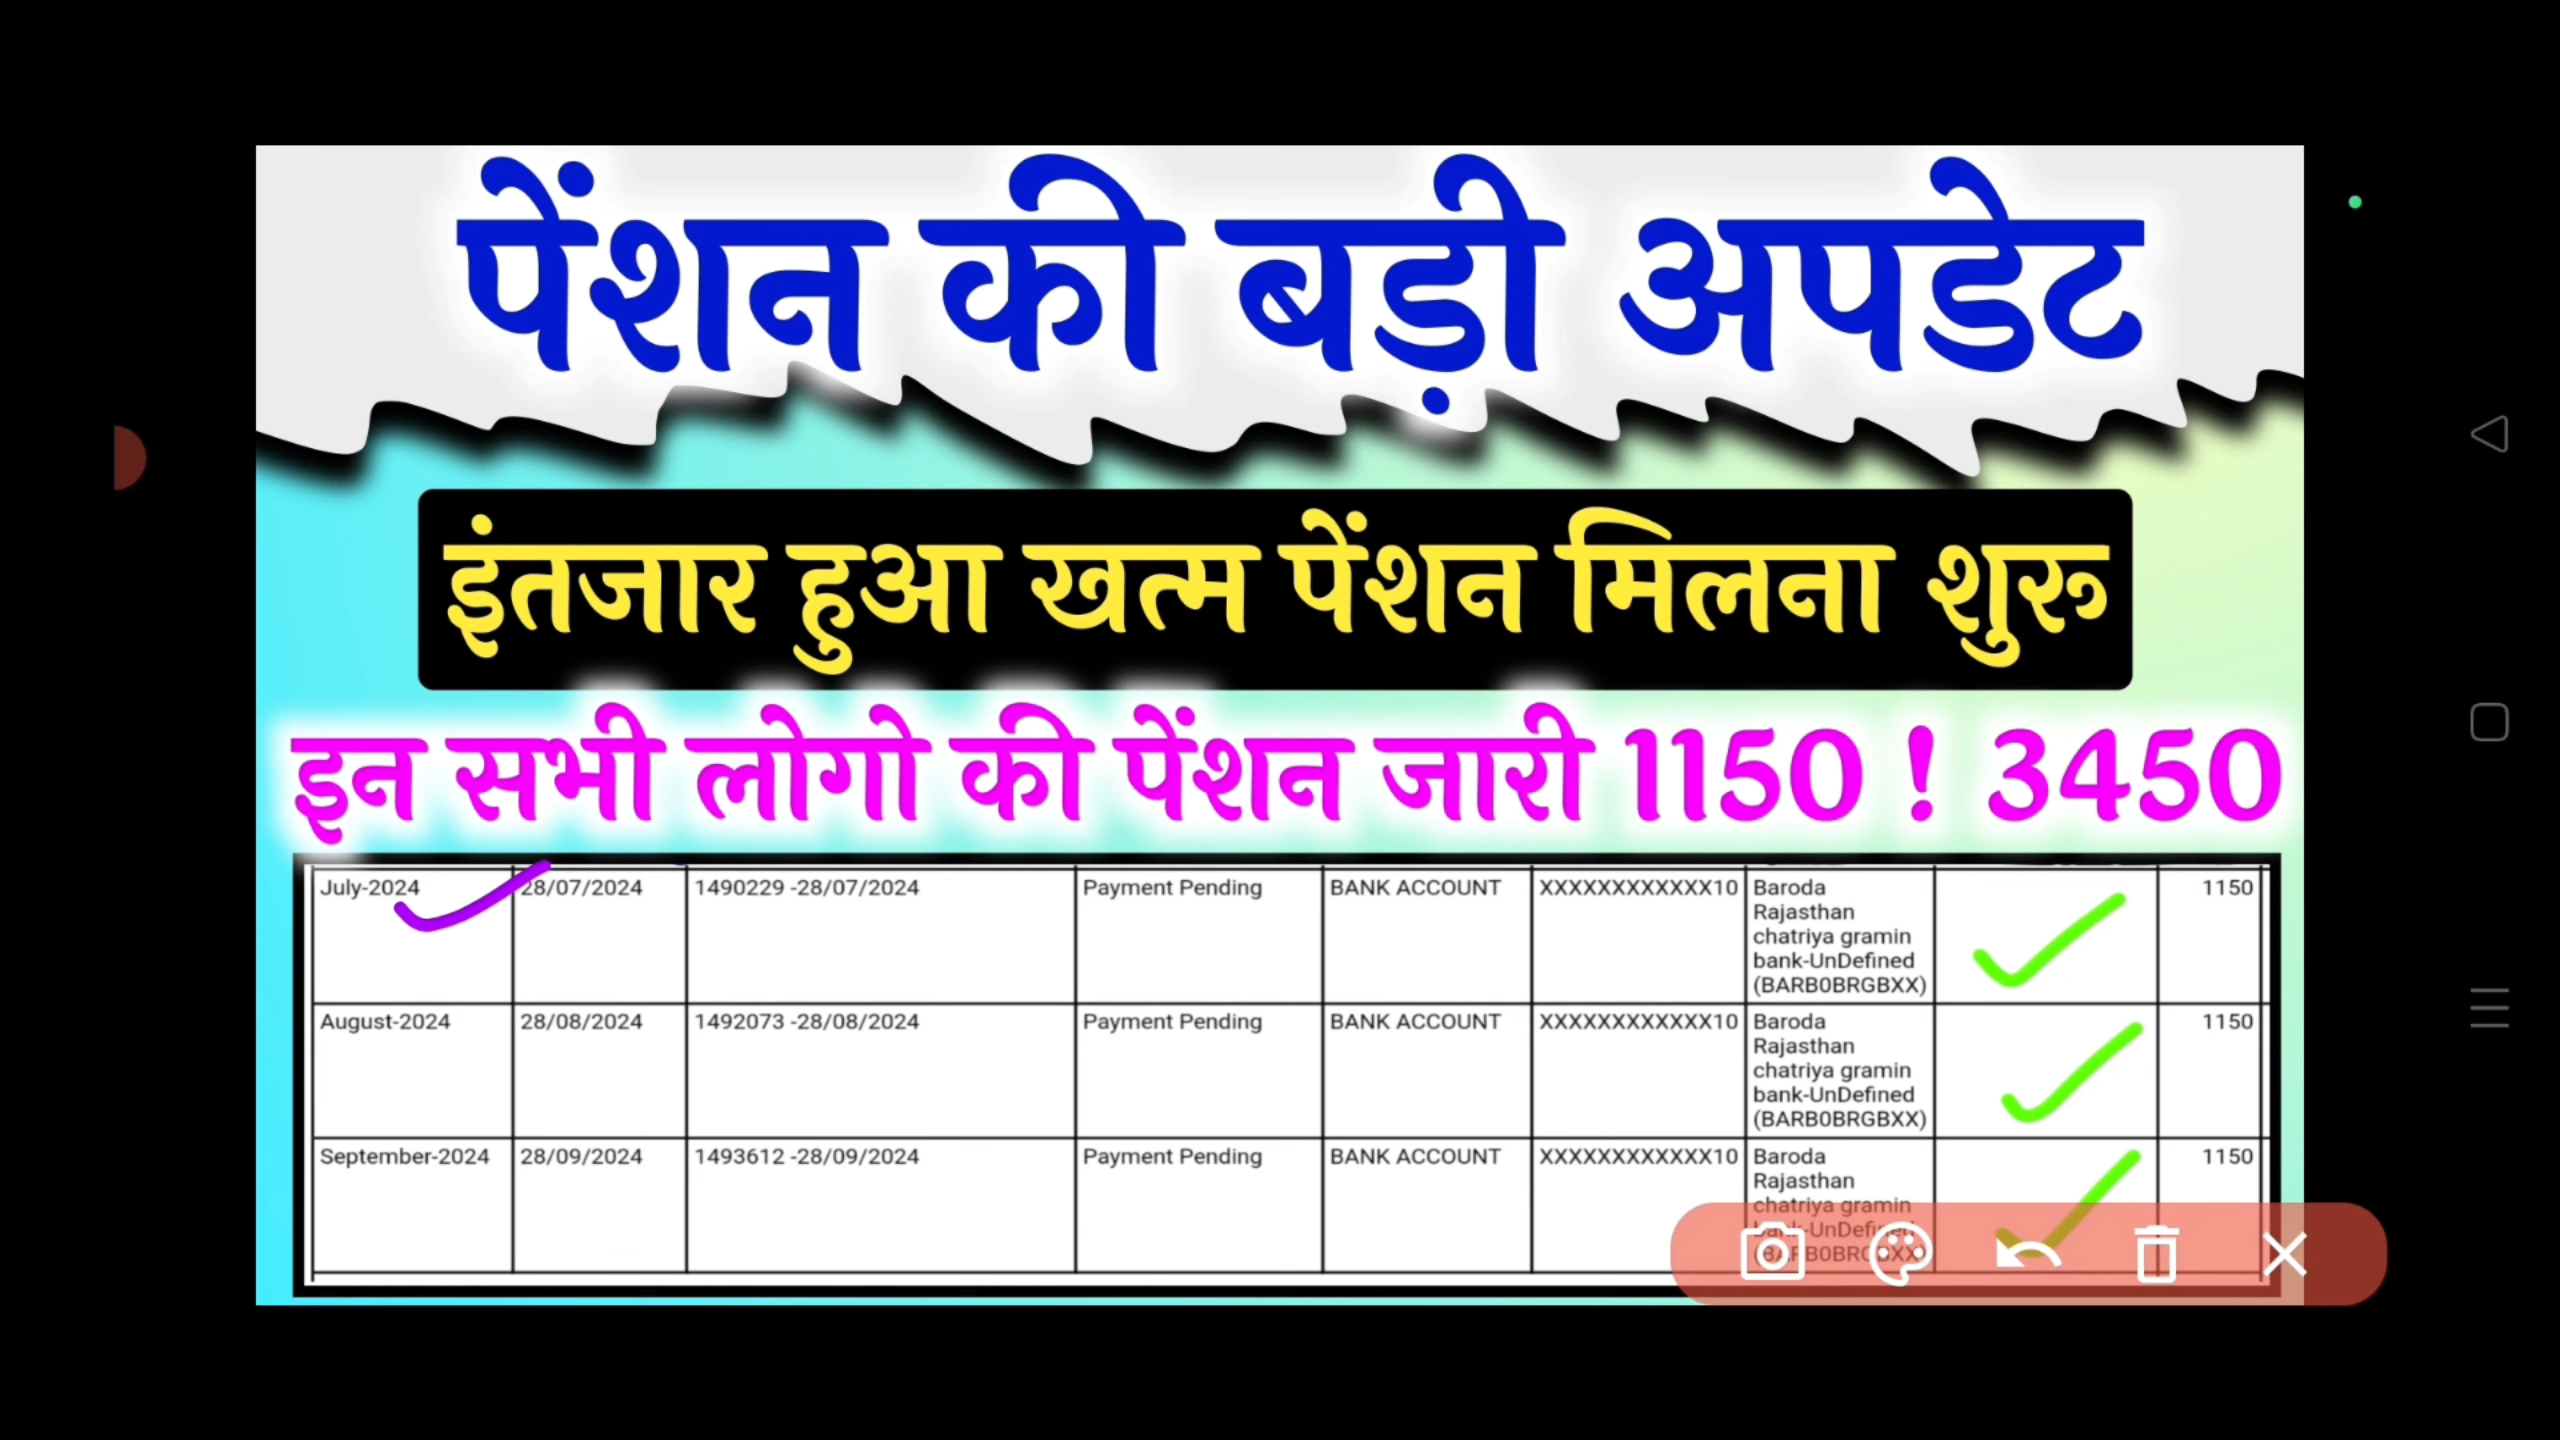 पेंशन की बड़ी अपडेट
इंतजार हुआ खत्म पेंशन मिलना शुरू
इन सभी लोगो की पेंशन जारी 1150 ! 3450
July-2024 28/07/2024 1490229 -28/07/2024 Payment Pending BANK ACCOUNT XXXXXXXXXXXX10 Baroda 1150
Rajasthan
chatriya gramin
bank-UnDefined
(BARB0BRGBXX)
August-2024 28/08/2024 1492073 -28/08/2024 Payment Pending BANK ACCOUNT XXXXXXXXXXXX10 Baroda 1150
Rajasthan
chatriya gramin
bank-UnDefined
(BARB0BRGBXX)
September-2024 28/09/2024 1493612 -28/09/2024 Payment Pending BANK ACCOUNT XXXXXXXXXXXX10 Baroda 1150
Rajasthan
chatriya gramin
bank-UnDefined
(BARB0BRGBXX)